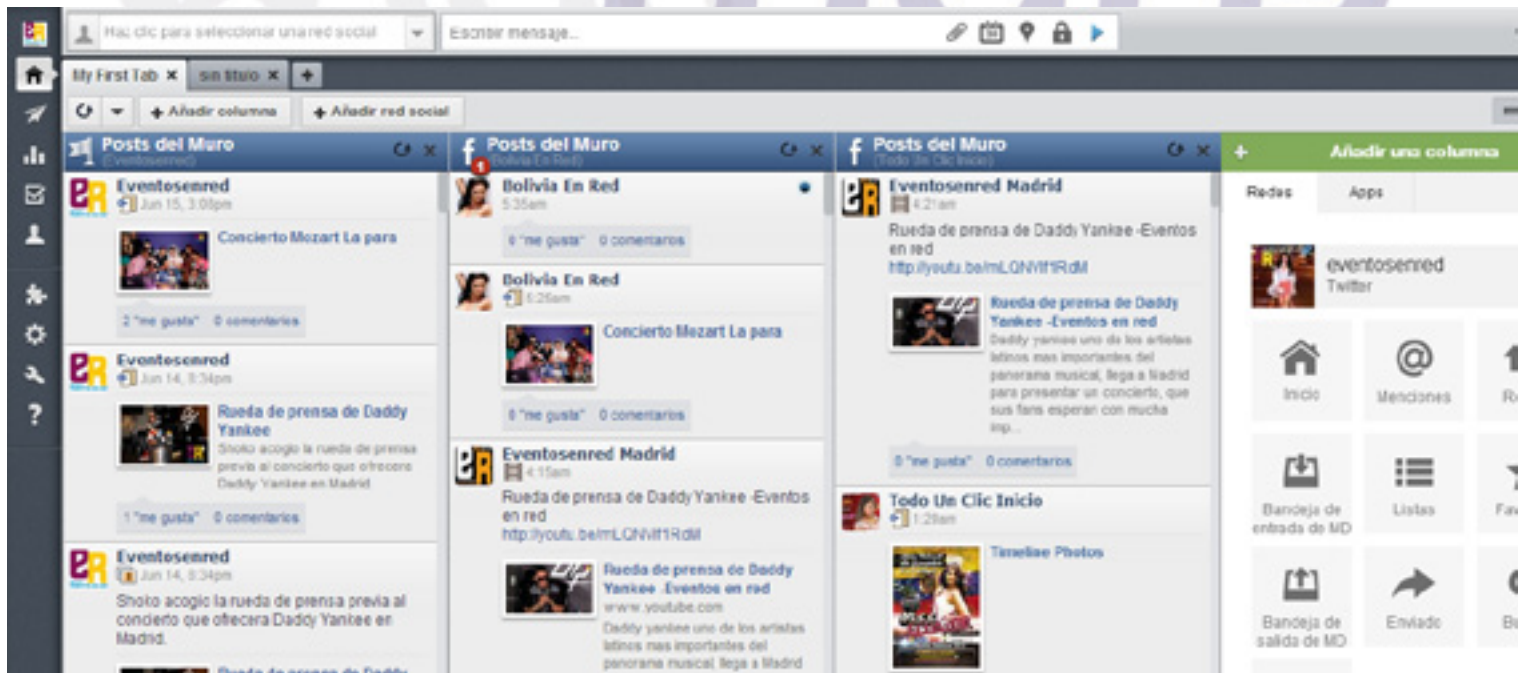 Haz clic para seleccionar una red social
Escribir mensaje...
My First Tab
sin título
Añadir columna
Añadir red social
Posts del Muro
(Eventosenred)
Eventosenred
Jun 15, 3:08pm
Concierto Mozart La para
2 "me gusta" 0 comentarios
Eventosenred
Jun 14, 8:34pm
Rueda de prensa de Daddy
Yankee
Shoko acogio la rueda de prensa
previa al concierto que ofrecera
Daddy Yankee en Madrid
1 "me gusta" 0 comentarios
Eventosenred
Jun 14, 8:34pm
Shoko acogio la rueda de prensa previa al
concierto que ofrecera Daddy Yankee en
Madrid.
Rueda de prensa de Daddy
Posts del Muro
1
(Bolivia En Red)
Bolivia En Red
5:35am
0 "me gusta" 0 comentarios
Bolivia En Red
5:26am
Concierto Mozart La para
0 "me gusta" 0 comentarios
Eventosenred Madrid
4:15am
Rueda de prensa de Daddy Yankee -Eventos
en red
Rueda de prensa de Daddy
Yankee -Eventos en red
www.youtube.com
Daddy yankee uno de los artistas
latinos mas importantes del
panorama musical, llega a Madrid
Posts del Muro
(Todo Un Clic Inicio)
Eventosenred Madrid
4:21am
Rueda de prensa de Daddy Yankee -Eventos
en red
Rueda de prensa de Daddy
Yankee -Eventos en red
Daddy yankee uno de los artistas
latinos mas importantes del
panorama musical, llega a Madrid
para presentar un concierto, que
sus fans esperan con mucha
imp...
0 "me gusta" 0 comentarios
Todo Un Clic Inicio
1:29am
Timeline Photos
Añadir una columna
Redes
Apps
eventosenred
Twitter
Inicio
Menciones
Bandeja de
entrada de MD
Listas
Bandeja de
salida de MD
Enviado